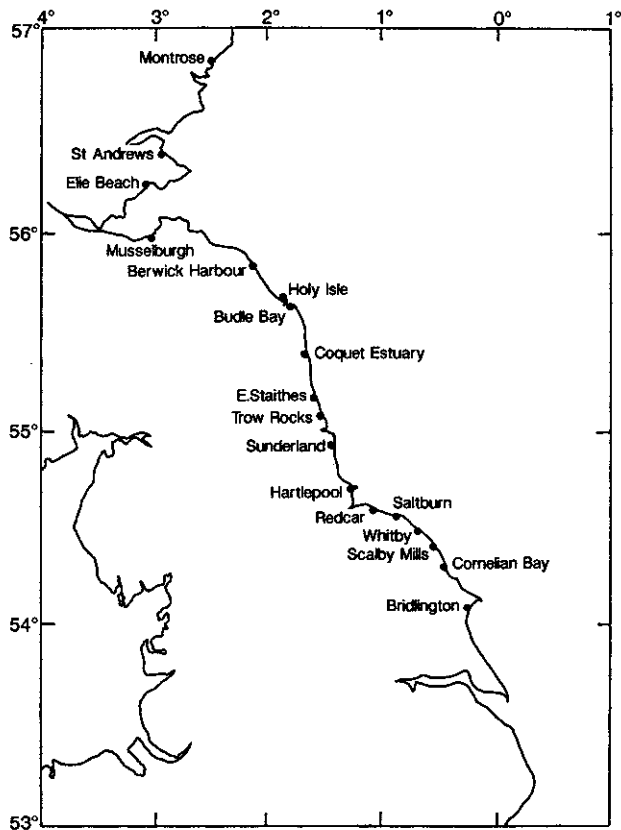 4° 3° 2° 1° 0° 1°
57°
Montrose
St Andrews
Elie Beach
56°
Musselburgh
Berwick Harbour
Holy Isle
Budle Bay
Coquet Estuary
E.Staithes
Trow Rocks
55°
Sunderland
Hartlepool
Saltburn
Redcar
Whitby
Scalby Mills
Cornelian Bay
Bridlington
54°
53°